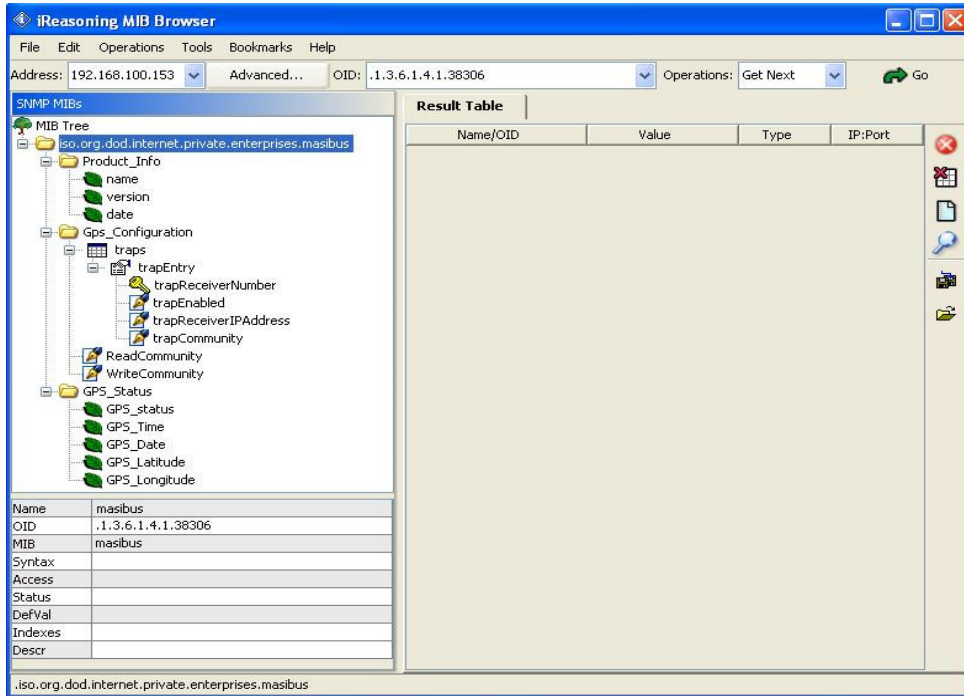 iReasoning MIB Browser
File Edit Operations Tools Bookmarks Help
Address: 192.168.100.153 Advanced... OID: .1.3.6.1.4.1.38306 Operations: Get Next Go
SNMP MIBs
MIB Tree
iso.org.dod.internet.private.enterprises.masibus
Product_Info
name
version
date
Gps_Configuration
traps
trapEntry
trapReceiverNumber
trapEnabled
trapReceiverIPAddress
trapCommunity
ReadCommunity
WriteCommunity
GPS_Status
GPS_status
GPS_Time
GPS_Date
GPS_Latitude
GPS_Longitude
Name masibus
OID .1.3.6.1.4.1.38306
MIB masibus
Syntax
Access
Status
DefVal
Indexes
Descr
Result Table
Name/OID Value Type IP:Port
.iso.org.dod.internet.private.enterprises.masibus